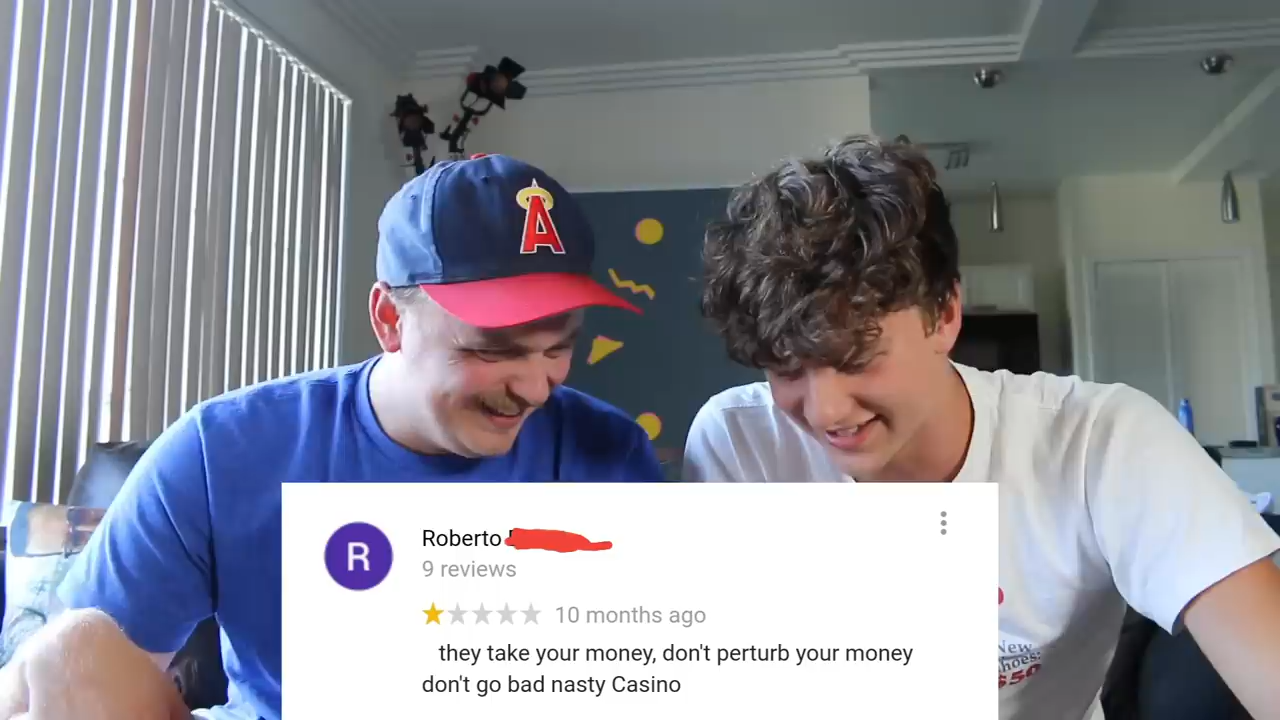 A
R
Roberto
9 reviews
10 months ago
they take your money, don't perturb your money
don't go bad nasty Casino
New
$50